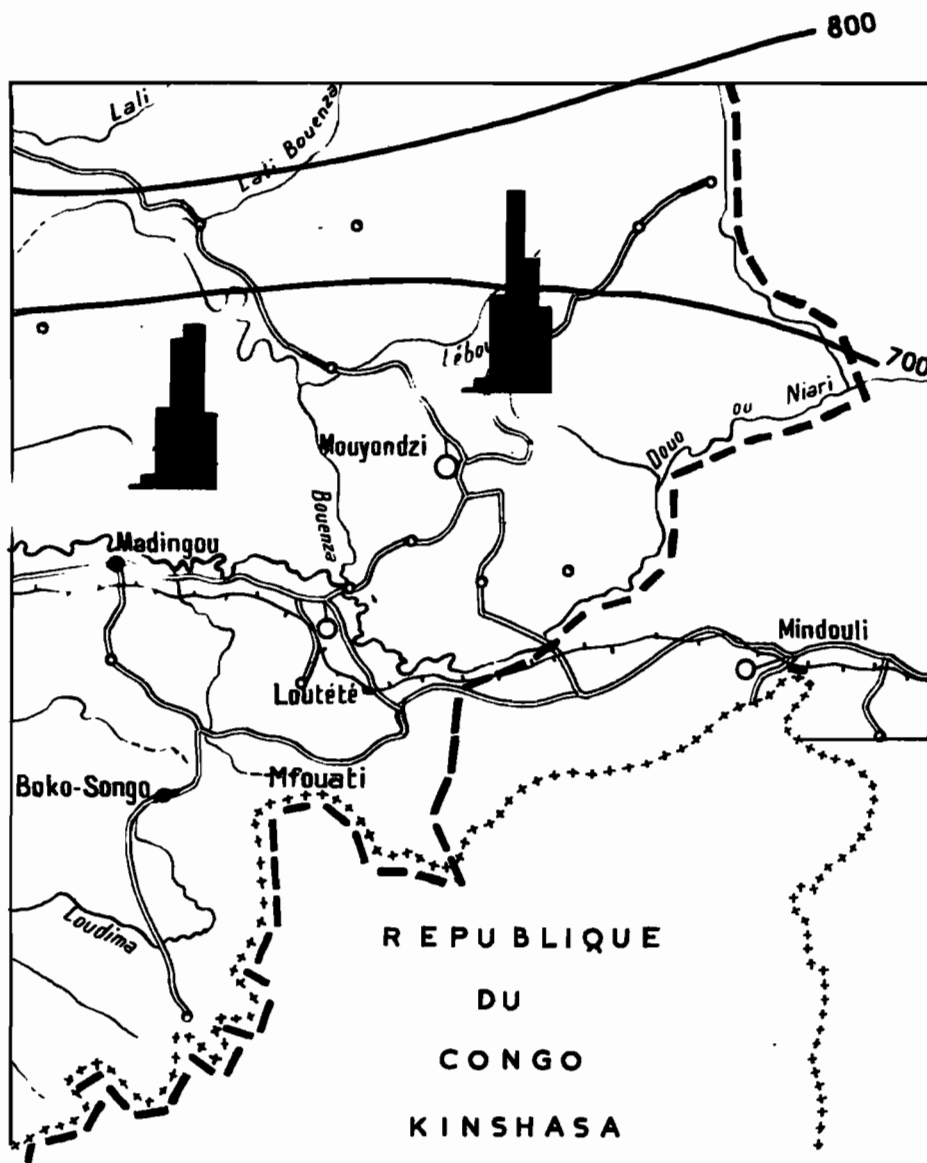 800
Lali
Lali Bouenza
700
Niari
ou
Douo
Mouyondzi
Bouenza
Madingou
Mindouli
Loutété
Mfouati
Boko-Songo
Loudima
REPUBLIQUE
DU
CONGO
KINSHASA